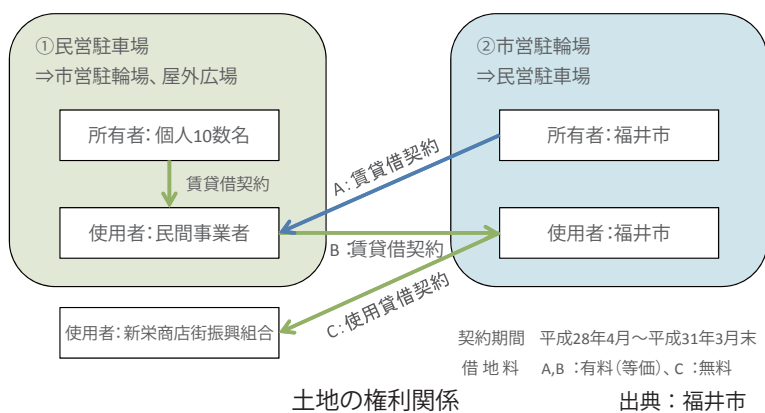 ①民営駐車場
⇒市営駐輪場、屋外広場
所有者：個人10数名
賃貸借契約
使用者：民間事業者
使用者：新栄商店街振興組合
②市営駐輪場
⇒民営駐車場
所有者：福井市
使用者：福井市
A：賃貸借契約
B：賃貸借契約
C：使用貸借契約
契約期間 平成28年4月～平成31年3月末
借地料 A,B：有料（等価）、C：無料
土地の権利関係
出典：福井市